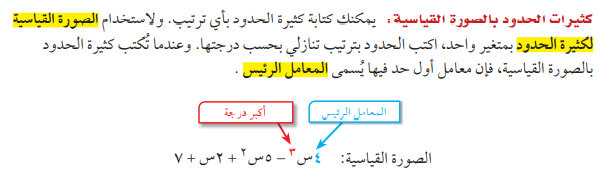 كثيرات الحدود بالصورة القياسية: يمكنك كتابة كثيرة الحدود بأي ترتيب. ولاستخدام الصورة القياسية
لكثيرة الحدود بمتغير واحد، اكتب الحدود بترتيب تنازلي بحسب درجتها. وعندما تُكتب كثيرة الحدود
بالصورة القياسية، فإن معامل أول حد فيها يُسمى المعامل الرئيس .
المعامل الرئيس أكبر درجة
الصورة القياسية: ٤س³ − ٥س² + ٢س + ٧